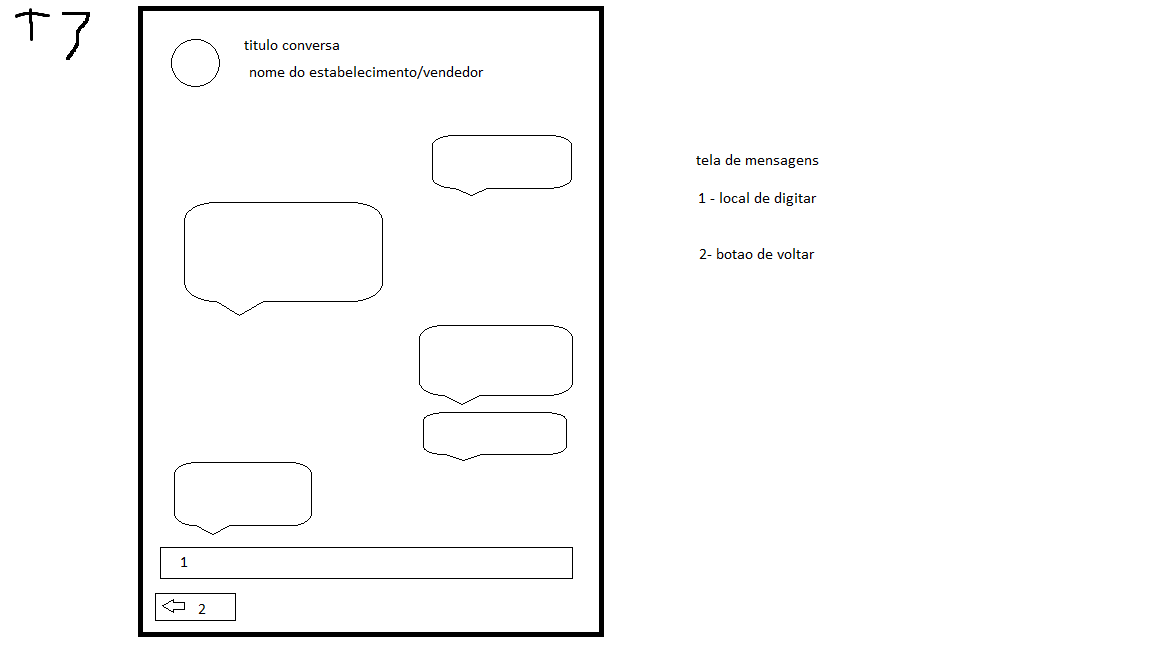 T7
titulo conversa
nome do estabelecimento/vendedor
tela de mensagens
1 - local de digitar
2- botao de voltar
1
2